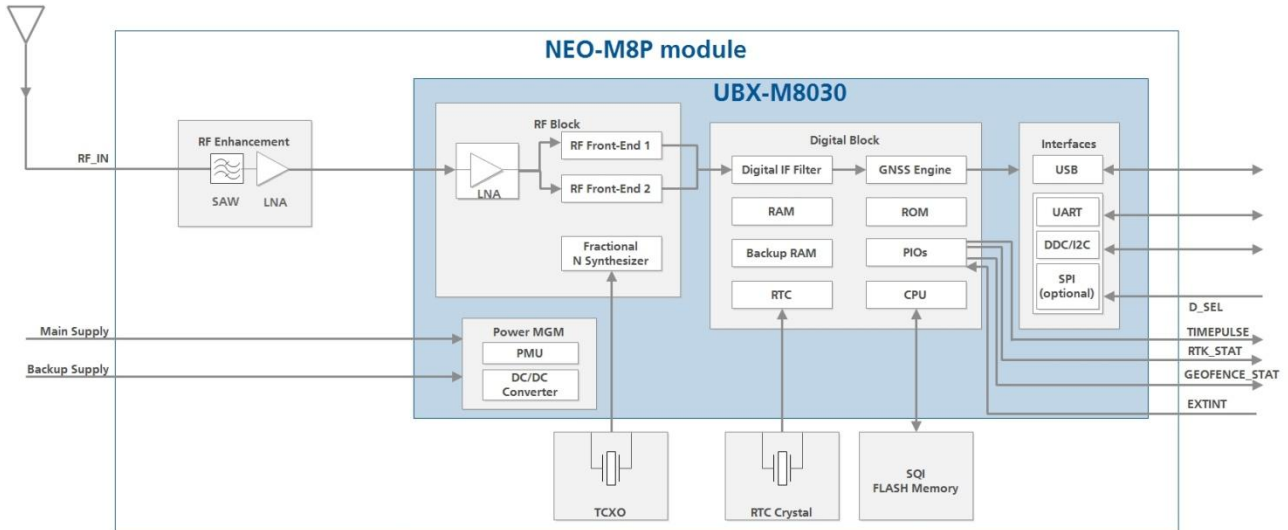 NEO-M8P module
UBX-M8030
RF Enhancement
SAW
LNA
RF_IN
RF Block
LNA
RF Front-End 1
RF Front-End 2
Fractional
N Synthesizer
Digital Block
Digital IF Filter
GNSS Engine
RAM
ROM
Backup RAM
PIOs
RTC
CPU
Interfaces
USB
UART
DDC/I2C
SPI
(optional)
D_SEL
TIMEPULSE
RTK_STAT
GEOFENCE_STAT
EXTINT
Main Supply
Backup Supply
Power MGM
PMU
DC/DC
Converter
TCXO
RTC Crystal
SQI
FLASH Memory